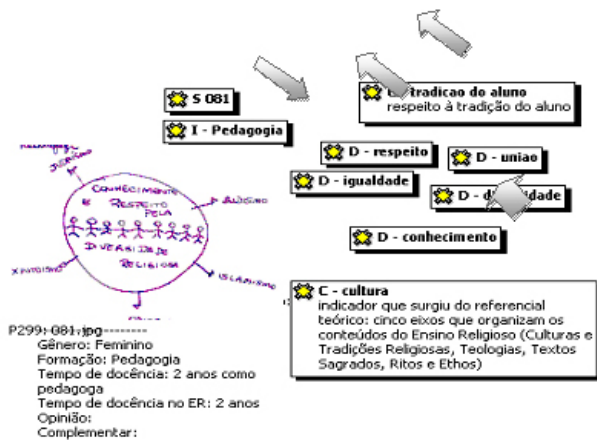 tradicao do aluno
respeito à tradição do aluno
S 081
I - Pedagogia
D - respeito
D - uniao
D - igualdade
D - d idade
D - conhecimento
JUDAÍSMO
CONHECIMENTO
E RESPEITO
PELA
DIVERSIDADE
RELIGIOSA
BUDISMO
ISLAMISMO
XINTOÍSMO
C - cultura
indicador que surgiu do referencial
teórico: cinco eixos que organizam os
conteúdos do Ensino Religioso (Culturas e
Tradições Religiosas, Teologias, Textos
Sagrados, Ritos e Ethos)
P299: 081.jpg--------
Gênero: Feminino
Formação: Pedagogia
Tempo de docência: 2 anos como
pedagoga
Tempo de docência no ER: 2 anos
Opinião:
Complementar: